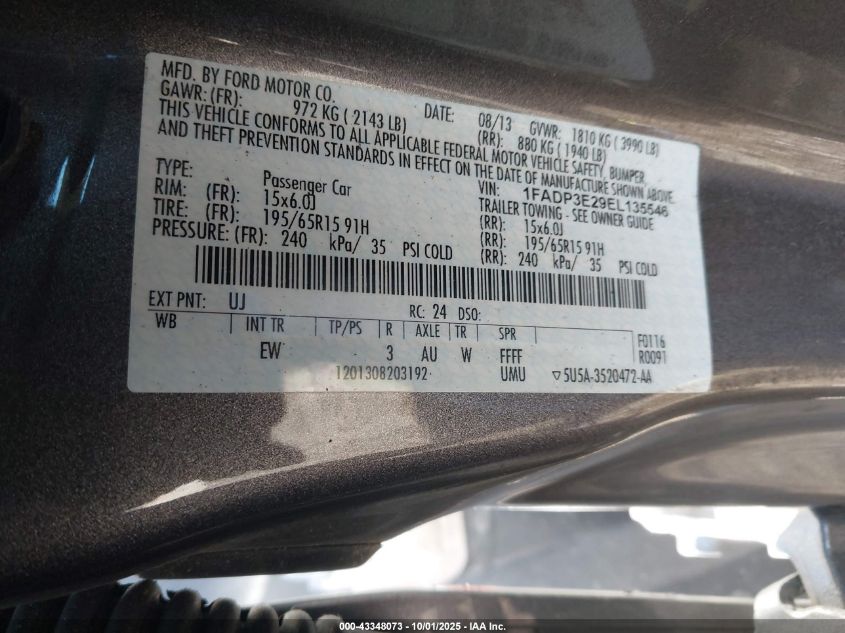 MFD. BY FORD MOTOR CO.
DATE: 08/13 GVWR: 1810 KG ( 3990 LB)
GAWR: (FR): 972 KG ( 2143 LB) (RR): 880 KG ( 1940 LB)
THIS VEHICLE CONFORMS TO ALL APPLICABLE FEDERAL MOTOR VEHICLE SAFETY, BUMPER,
AND THEFT PREVENTION STANDARDS IN EFFECT ON THE DATE OF MANUFACTURE SHOWN ABOVE.
VIN: 1FADP3E29EL135546
TYPE: Passenger Car TRAILER TOWING - SEE OWNER GUIDE
RIM: (FR): 15x6.0J (RR): 15x6.0J
TIRE: (FR): 195/65R15 91H (RR): 195/65R15 91H
PRESSURE: (FR): 240 kPa/ 35 PSI COLD (RR): 240 kPa/ 35 PSI COLD
EXT PNT: UJ RC: 24 DSO:
WB INT TR TP/PS R AXLE TR SPR F0116
EW 3 AU W FFFF R0091
1201308203192 UMU ▽5U5A-3520472-AA
000-43348073 - 10/01/2025 - IAA Inc.